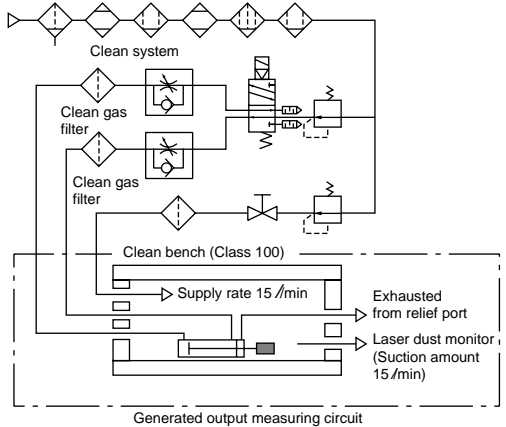 Clean system
Clean gas
filter
Clean gas
filter
Clean bench (Class 100)
Supply rate 15 ℓ/min
Exhausted
from relief port
Laser dust monitor
(Suction amount
15 ℓ/min)
Generated output measuring circuit